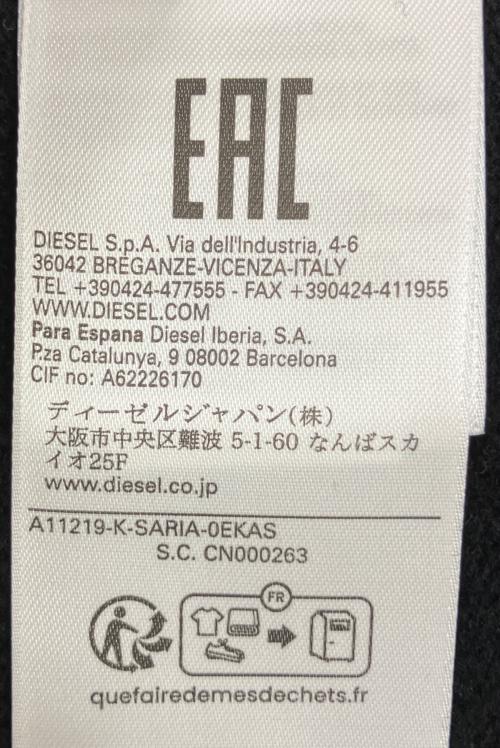 EAC
DIESEL S.p.A. Via dell'Industria, 4-6
36042 BREGANZE-VICENZA-ITALY
TEL +390424-477555 - FAX +390424-411955
WWW.DIESEL.COM
Para Espana Diesel Iberia, S.A.
P.za Catalunya, 9 08002 Barcelona
CIF no: A62226170
ディーゼルジャパン(株)
大阪市中央区難波 5-1-60 なんばスカ
イオ25F
www.diesel.co.jp
A11219-K-SARIA-0EKAS
S.C. CN000263
FR
quefairedemesdechets.fr